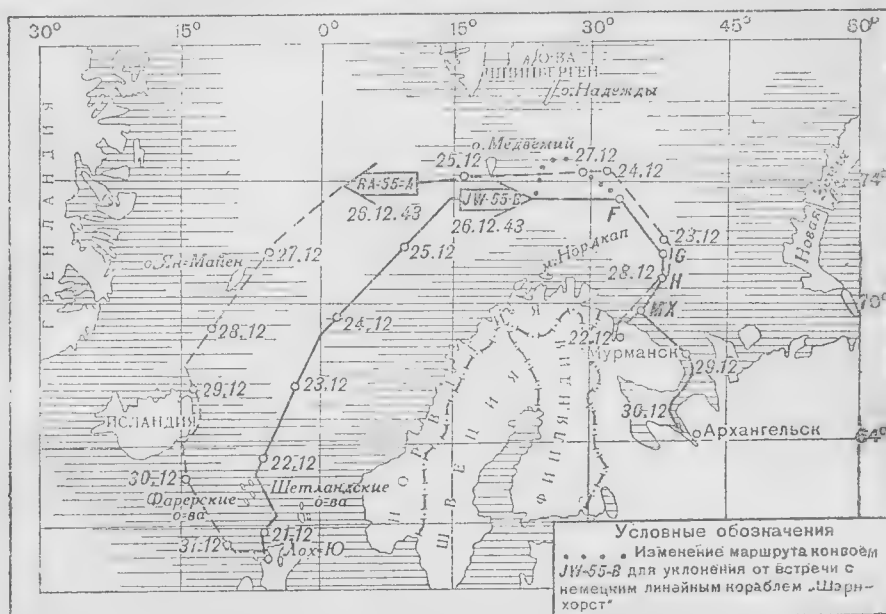 30° 15° 0° 15° 30° 45° 60°
О-ВА
ШПИЦБЕРГЕН
о.Надежды
о.Медвежий
25.12
27.12
24.12
74°
RA-55-A
JW-55-B
26.12.43
26.12.43
F
Новая
23.12
IG
м.Нордкап
27.12
о.Ян-Майен
25.12
28.12
H
70°
ГРЕНЛАНДИЯ
MX
24.12
28.12
22.12
Мурманск
29.12
23.12
29.12
ИСЛАНДИЯ
30.12
Архангельск
64°
22.12
30.12
Шетландские
о-ва
Фарерские
о-ва
НОРВЕГИЯ
ШВЕЦИЯ
ФИНЛЯНДИЯ
21.12
31.12
Лох-Ю
Условные обозначения
Изменение маршрута конвоем
JW-55-B для уклонения от встречи с
немецким линейным кораблем „Шарн-
хорст"